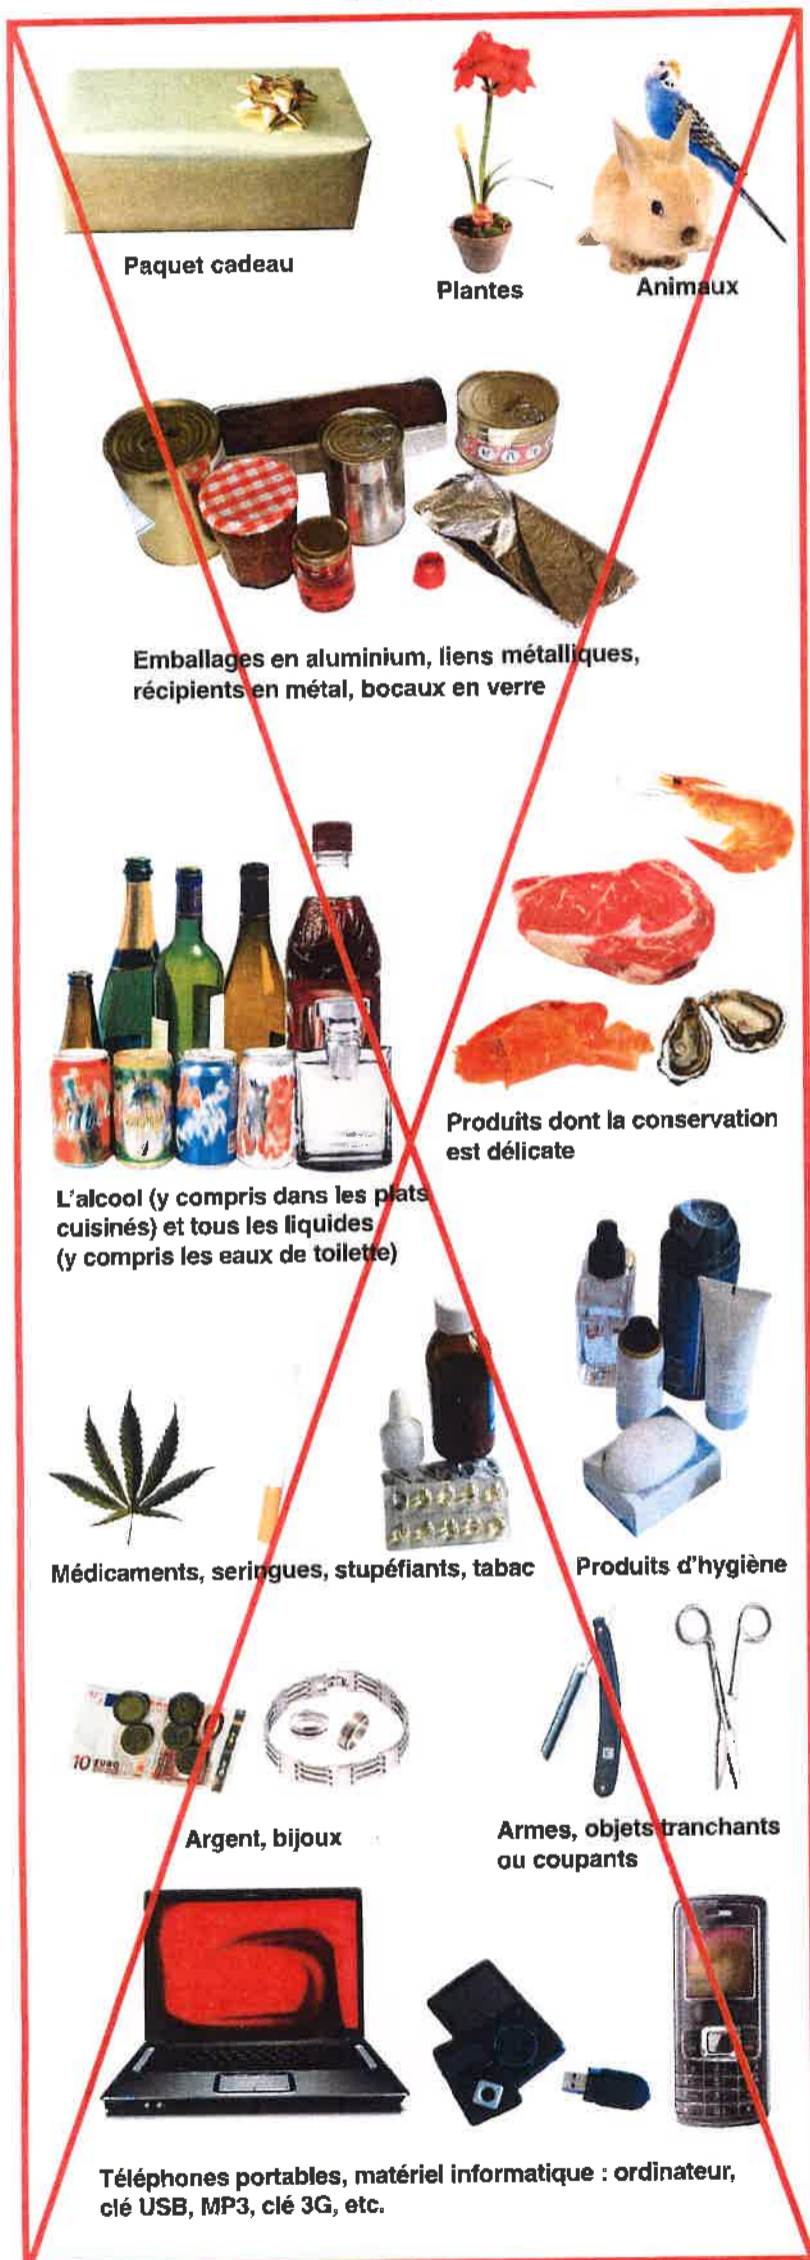 Paquet cadeau
Plantes
Animaux
Emballages en aluminium, liens métalliques,
récipients en métal, bocaux en verre
Produits dont la conservation
est délicate
L'alcool (y compris dans les plats
cuisinés) et tous les liquides
(y compris les eaux de toilette)
Médicaments, seringues, stupéfiants, tabac
Produits d'hygiène
10 EURO
Argent, bijoux
Armes, objets tranchants
ou coupants
Téléphones portables, matériel informatique : ordinateur,
clé USB, MP3, clé 3G, etc.